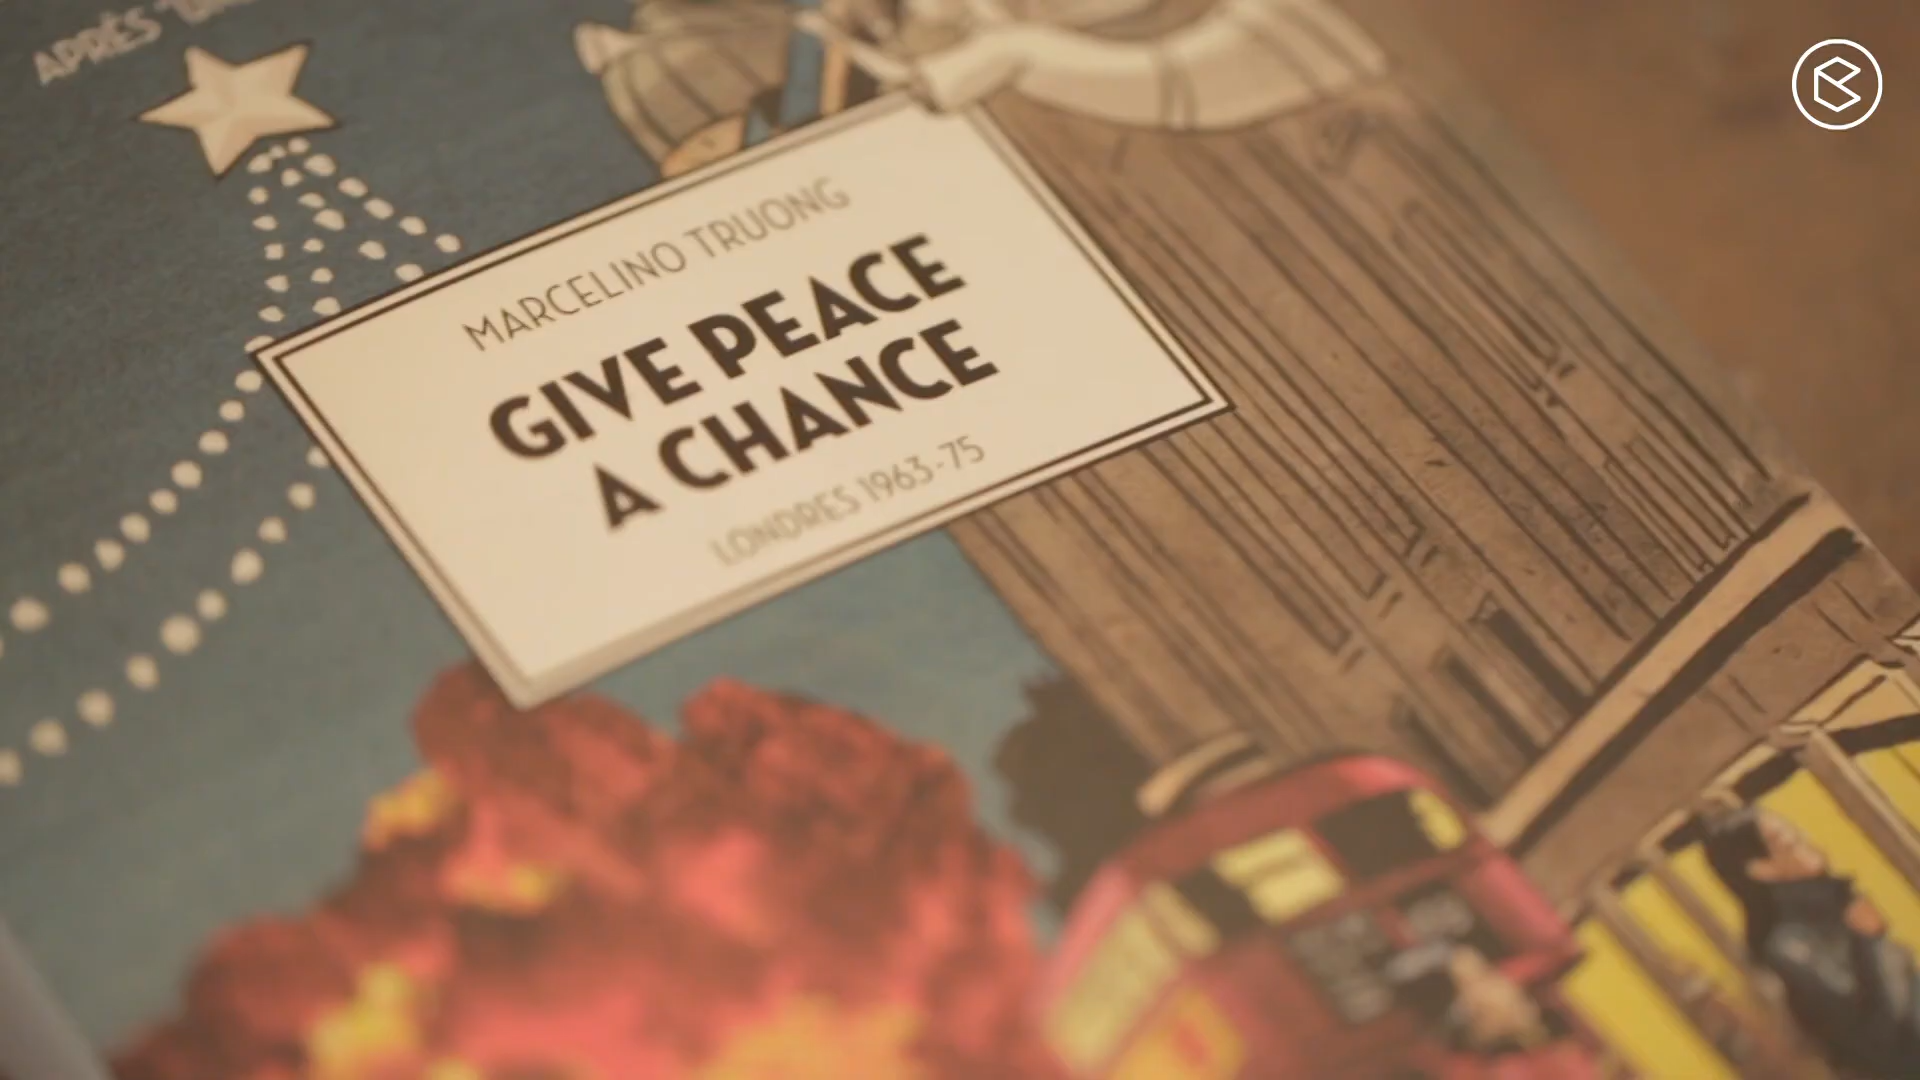 APRÈS
MARCELINO TRUONG
GIVE PEACE
A CHANCE
LONDRES 1963-75